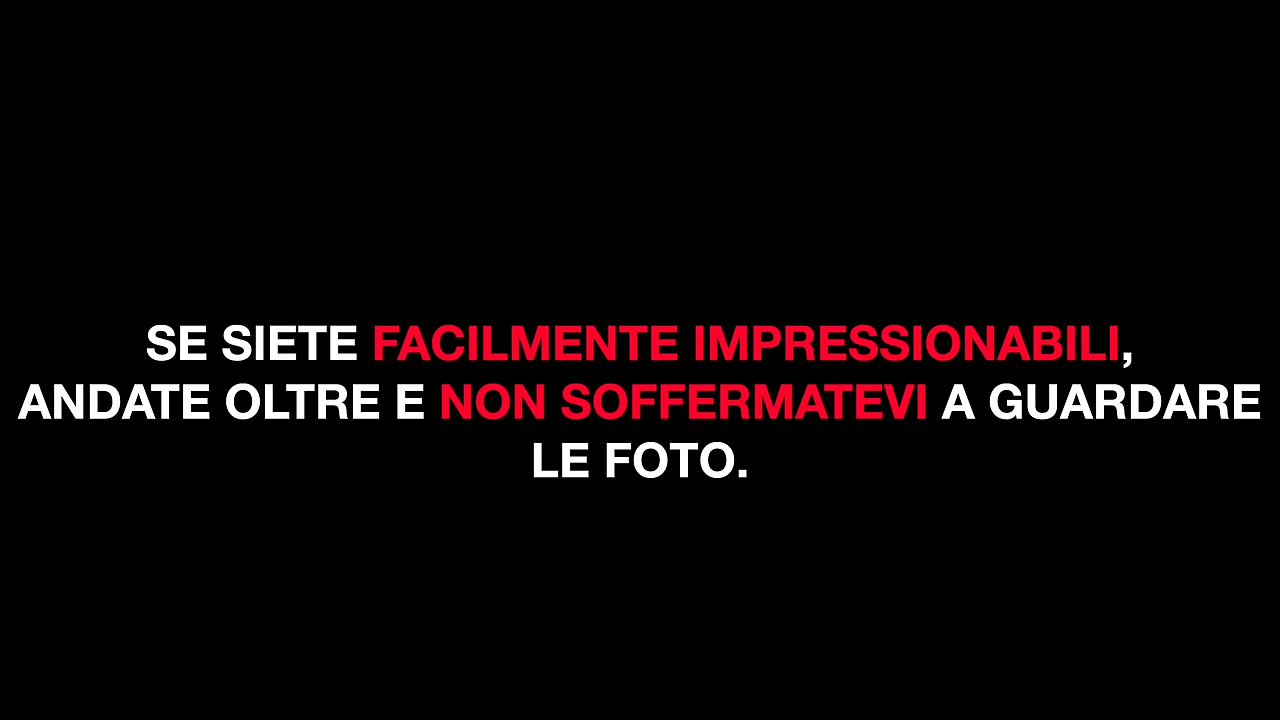 SE SIETE FACILMENTE IMPRESSIONABILI,
ANDATE OLTRE E NON SOFFERMATEVI A GUARDARE
LE FOTO.